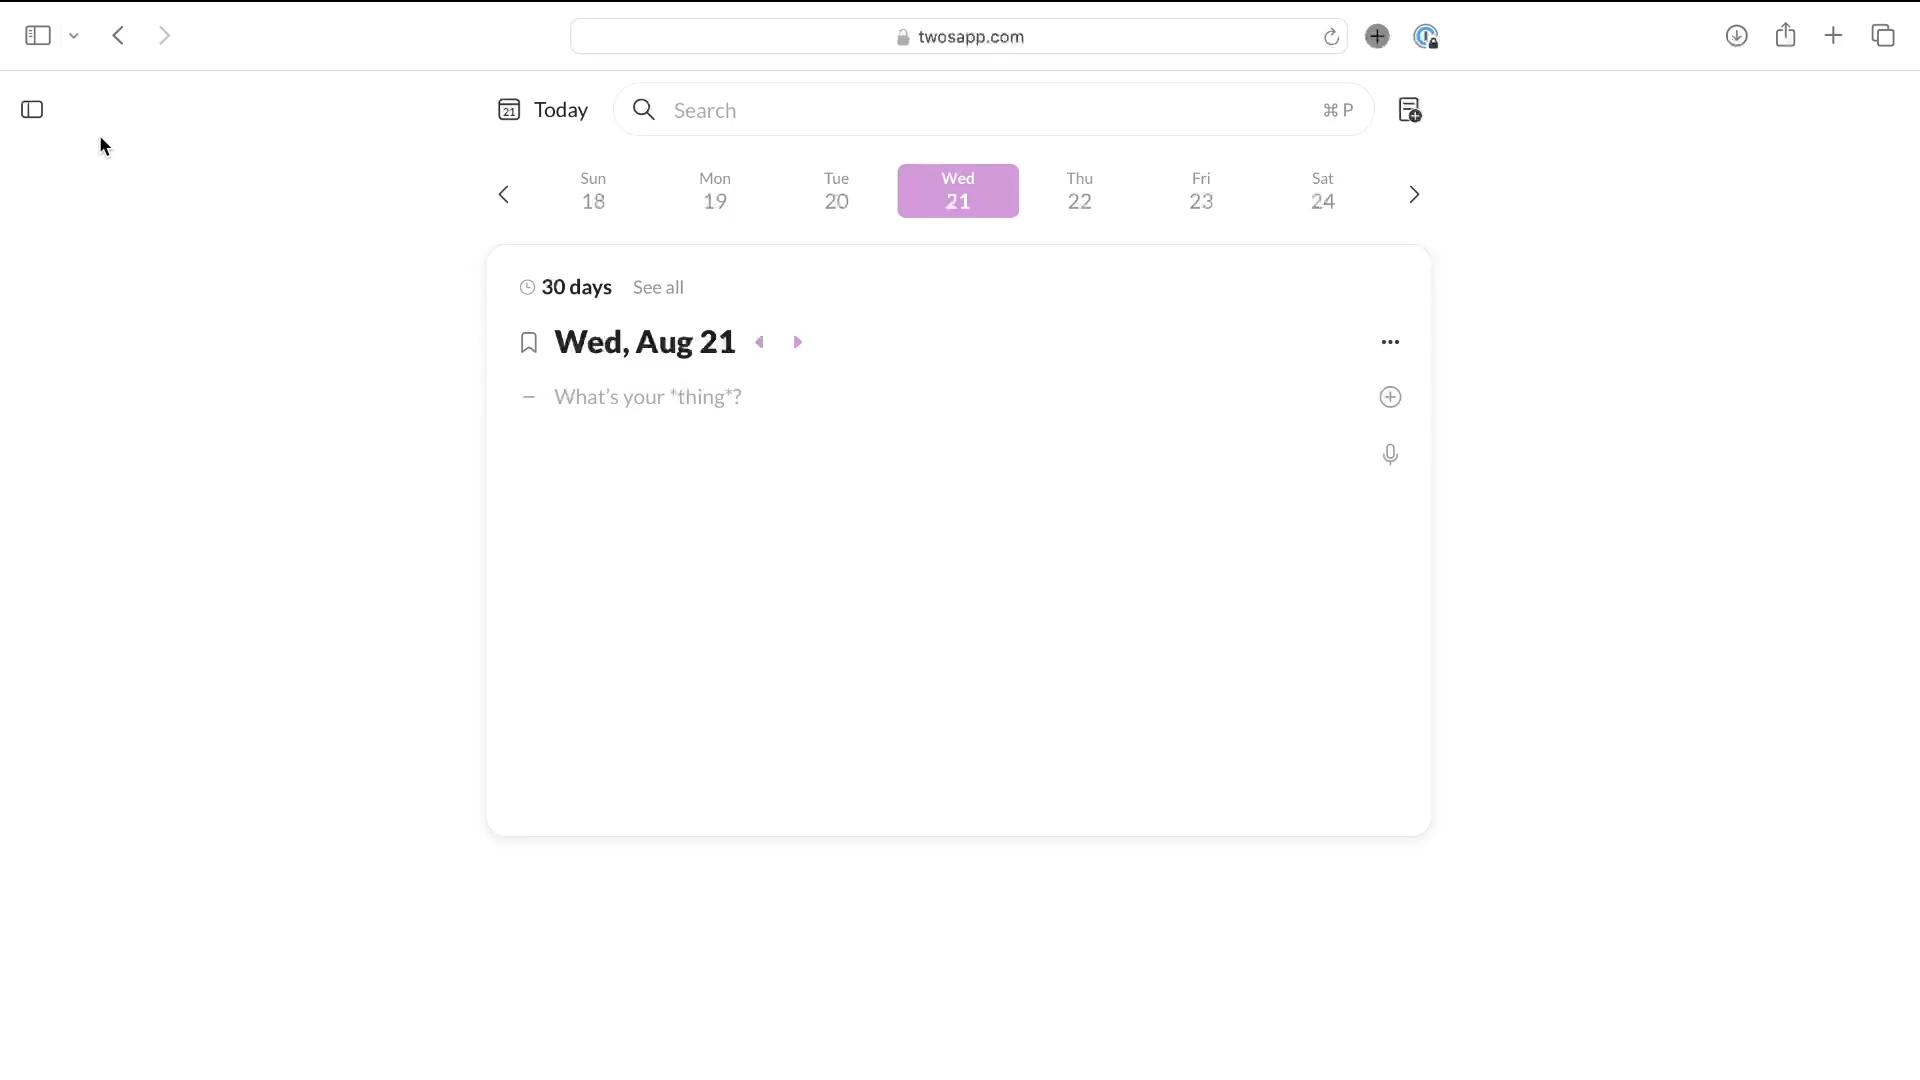 twosapp.com
21 Today Search ⌘ P
Sun Mon Tue Wed Thu Fri Sat
18 19 20 21 22 23 24
30 days See all
Wed, Aug 21
– What's your *thing*?